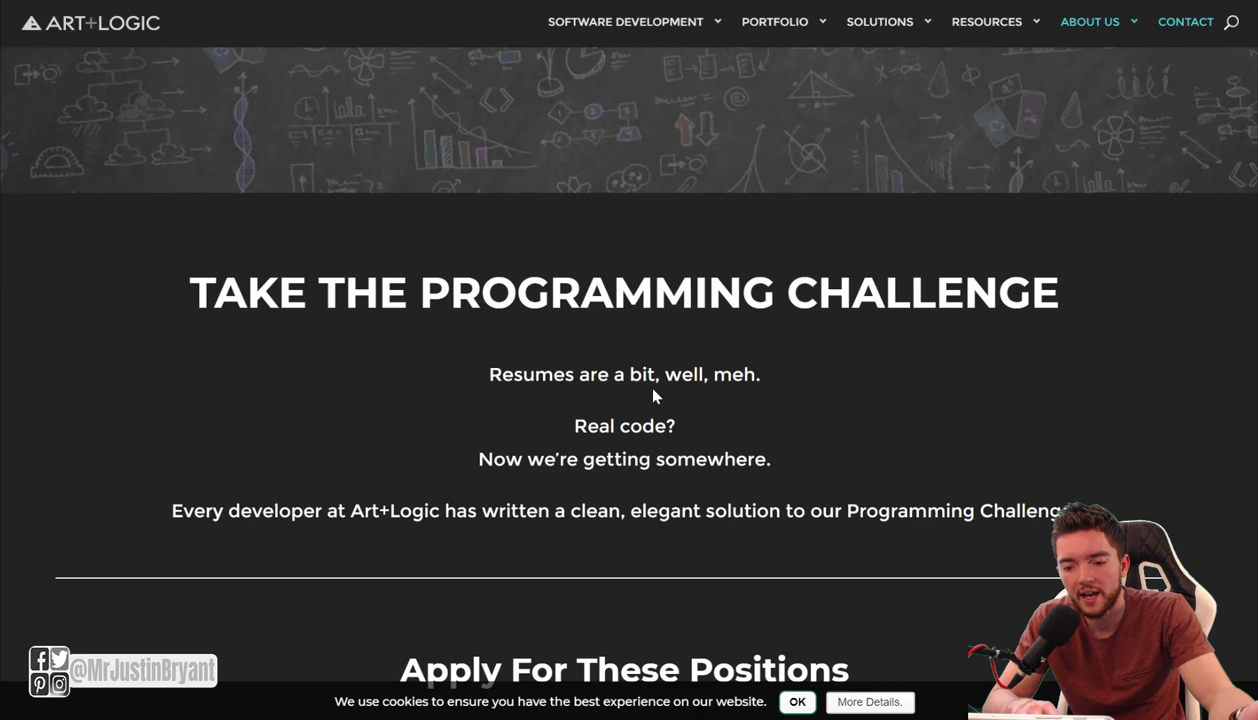 ART+LOGIC
SOFTWARE DEVELOPMENT PORTFOLIO SOLUTIONS RESOURCES ABOUT US CONTACT
TAKE THE PROGRAMMING CHALLENGE
Resumes are a bit, well, meh.
Real code?
Now we're getting somewhere.
Every developer at Art+Logic has written a clean, elegant solution to our Programming Challeng
Apply For These Positions
@MrJustinBryant
We use cookies to ensure you have the best experience on our website. OK More Details.